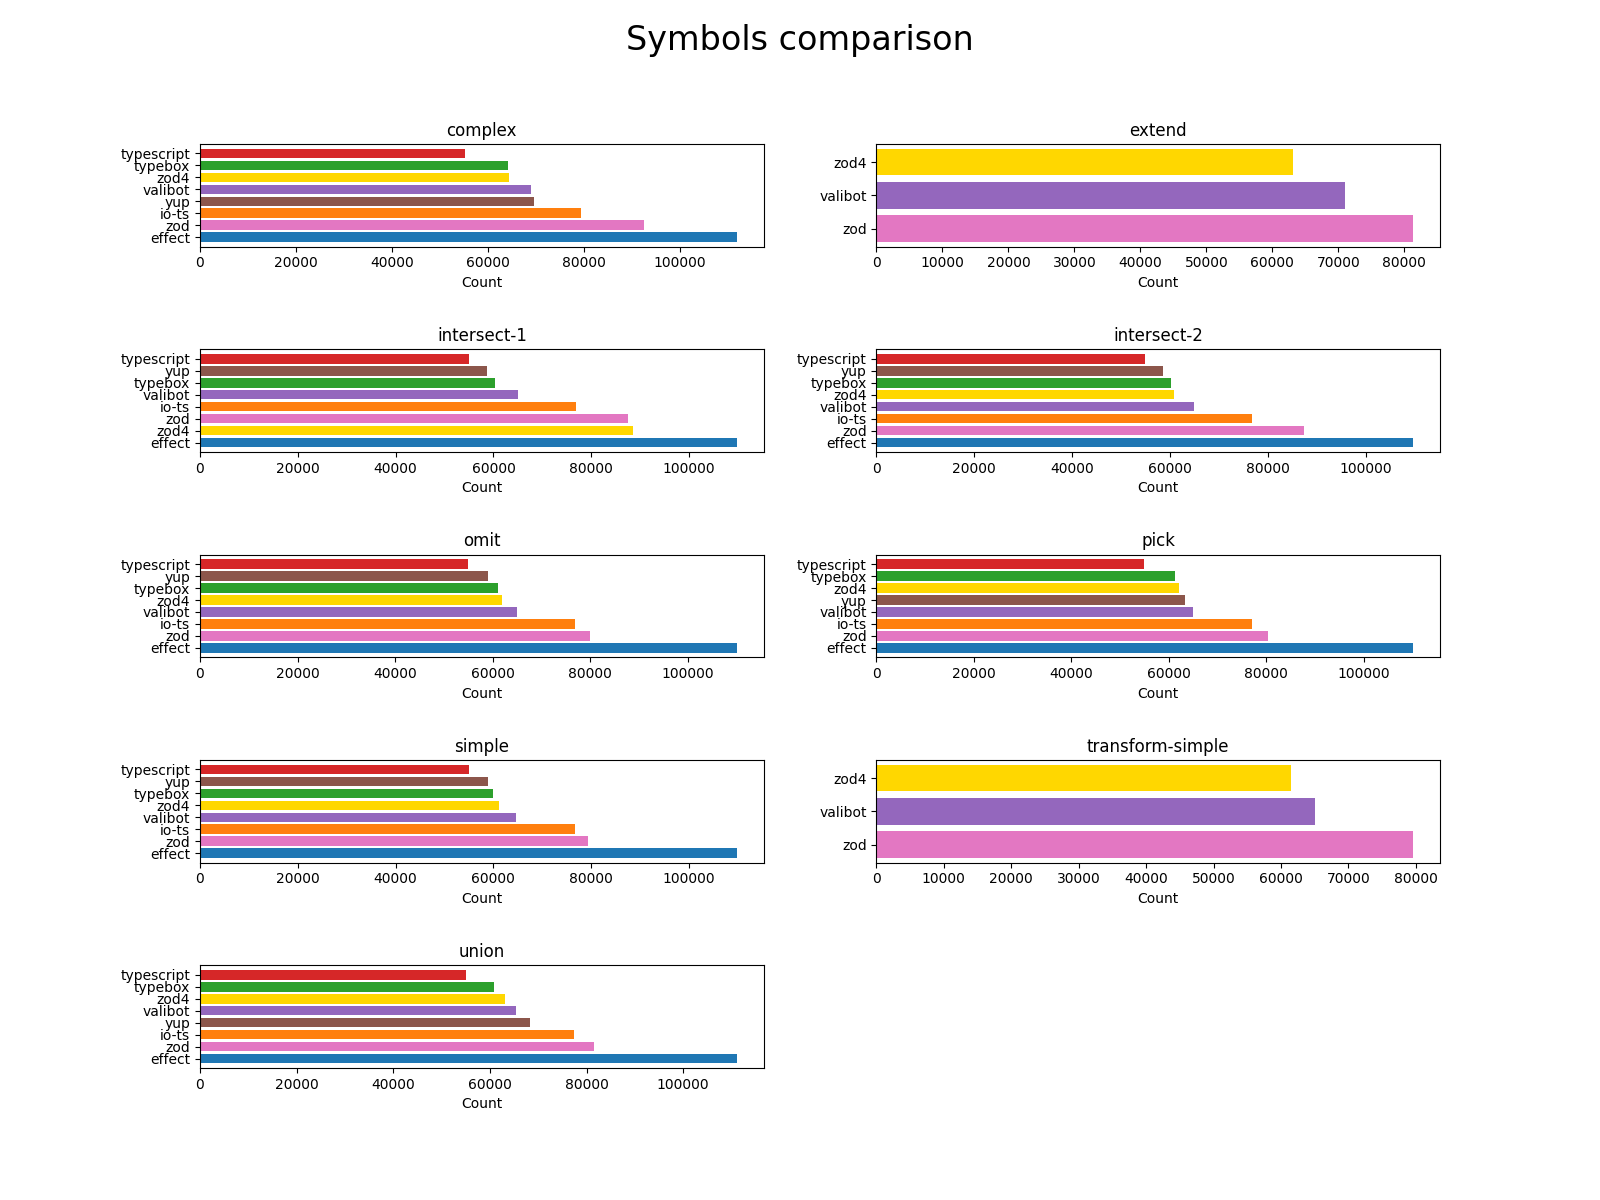 Symbols comparison
complex
typescript
typebox
zod4
valibot
yup
io-ts
zod
effect
0 20000 40000 60000 80000 100000
Count
extend
zod4
valibot
zod
0 10000 20000 30000 40000 50000 60000 70000 80000
Count
intersect-1
typescript
yup
typebox
valibot
io-ts
zod
zod4
effect
0 20000 40000 60000 80000 100000
Count
intersect-2
typescript
yup
typebox
zod4
valibot
io-ts
zod
effect
0 20000 40000 60000 80000 100000
Count
omit
typescript
yup
typebox
zod4
valibot
io-ts
zod
effect
0 20000 40000 60000 80000 100000
Count
pick
typescript
typebox
zod4
yup
valibot
io-ts
zod
effect
0 20000 40000 60000 80000 100000
Count
simple
typescript
yup
typebox
zod4
valibot
io-ts
zod
effect
0 20000 40000 60000 80000 100000
Count
transform-simple
zod4
valibot
zod
0 10000 20000 30000 40000 50000 60000 70000 80000
Count
union
typescript
typebox
zod4
valibot
yup
io-ts
zod
effect
0 20000 40000 60000 80000 100000
Count